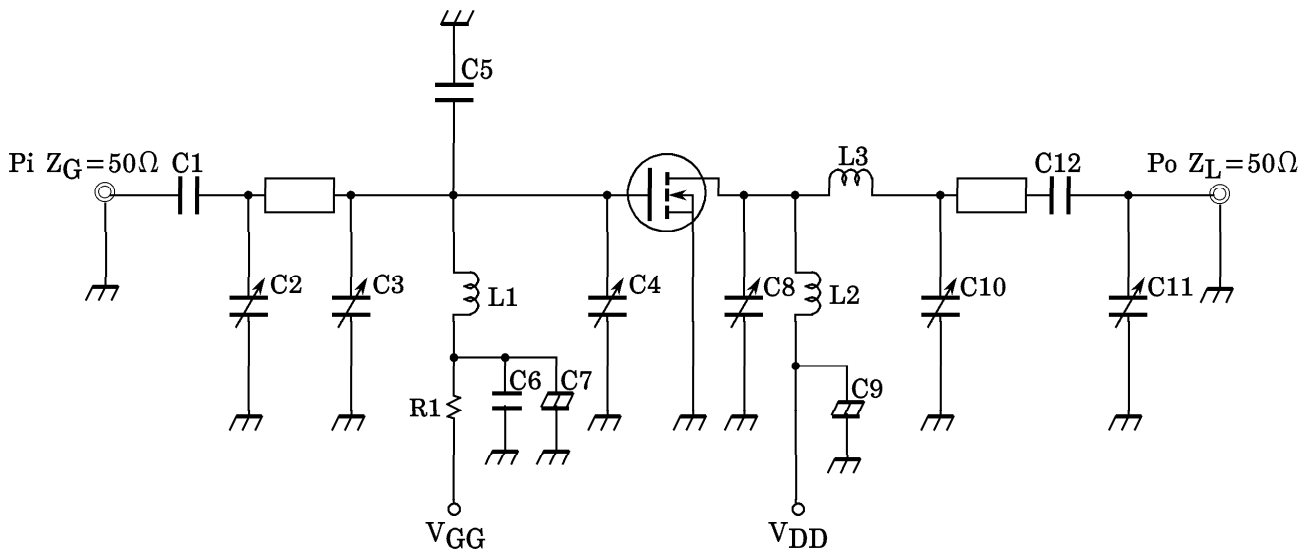 C5
Pi ZG=50Ω
C1
L3
C12
Po ZL=50Ω
C2
C3
L1
C4
C8
L2
C10
C11
R1
C6
C7
C9
VGG
VDD